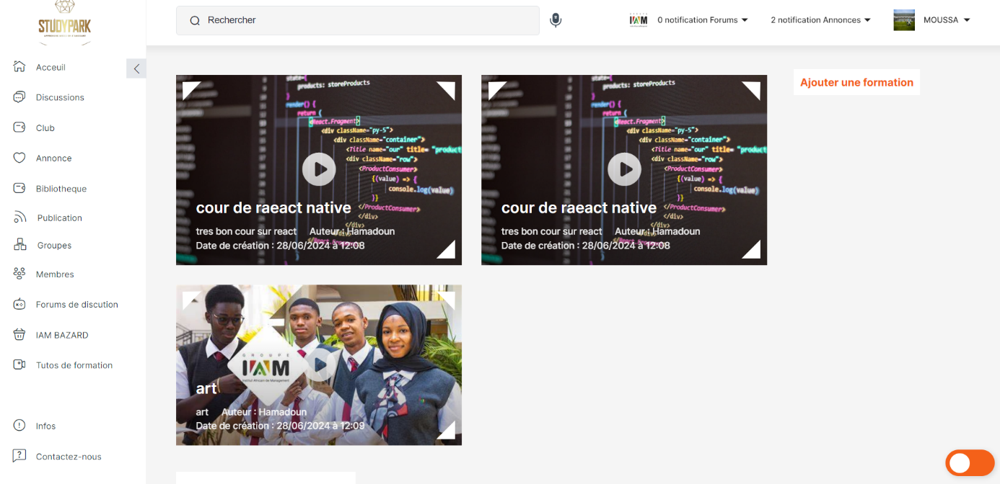 STUDYPARK
Rechercher
IAM
0 notification Forums
2 notification Annonces
MOUSSA
Acceuil
Discussions
Club
Annonce
Bibliotheque
Publication
Groupes
Membres
Forums de discution
IAM BAZARD
Tutos de formation
Infos
Contactez-nous
Ajouter une formation
state={
products: storeProducts
}
render() {
return (
<React.Fragment>
<div className="py-5">
<div className="container">
<Title name="our" title= "product
<div className="row">
<ProductConsumer>
{(value) => {
console.log(value)
}}
</ProductConsumer>
</div>
</div>
</React.Fragment>
cour de raeact native
tres bon cour sur react Auteur : Hamadoun
Date de création : 28/06/2024 à 12:08
state={
products: storeProducts
}
render() {
return (
<React.Fragment>
<div className="py-5">
<div className="container">
<Title name="our" title= "product
<div className="row">
<ProductConsumer>
{(value) => {
console.log(value)
}}
</ProductConsumer>
</div>
</div>
</React.Fragment>
cour de raeact native
tres bon cour sur react Auteur : Hamadoun
Date de création : 28/06/2024 à 12:08
GROUPE
IAM
Institut Africain de Management
art
art Auteur : Hamadoun
Date de création : 28/06/2024 à 12:09